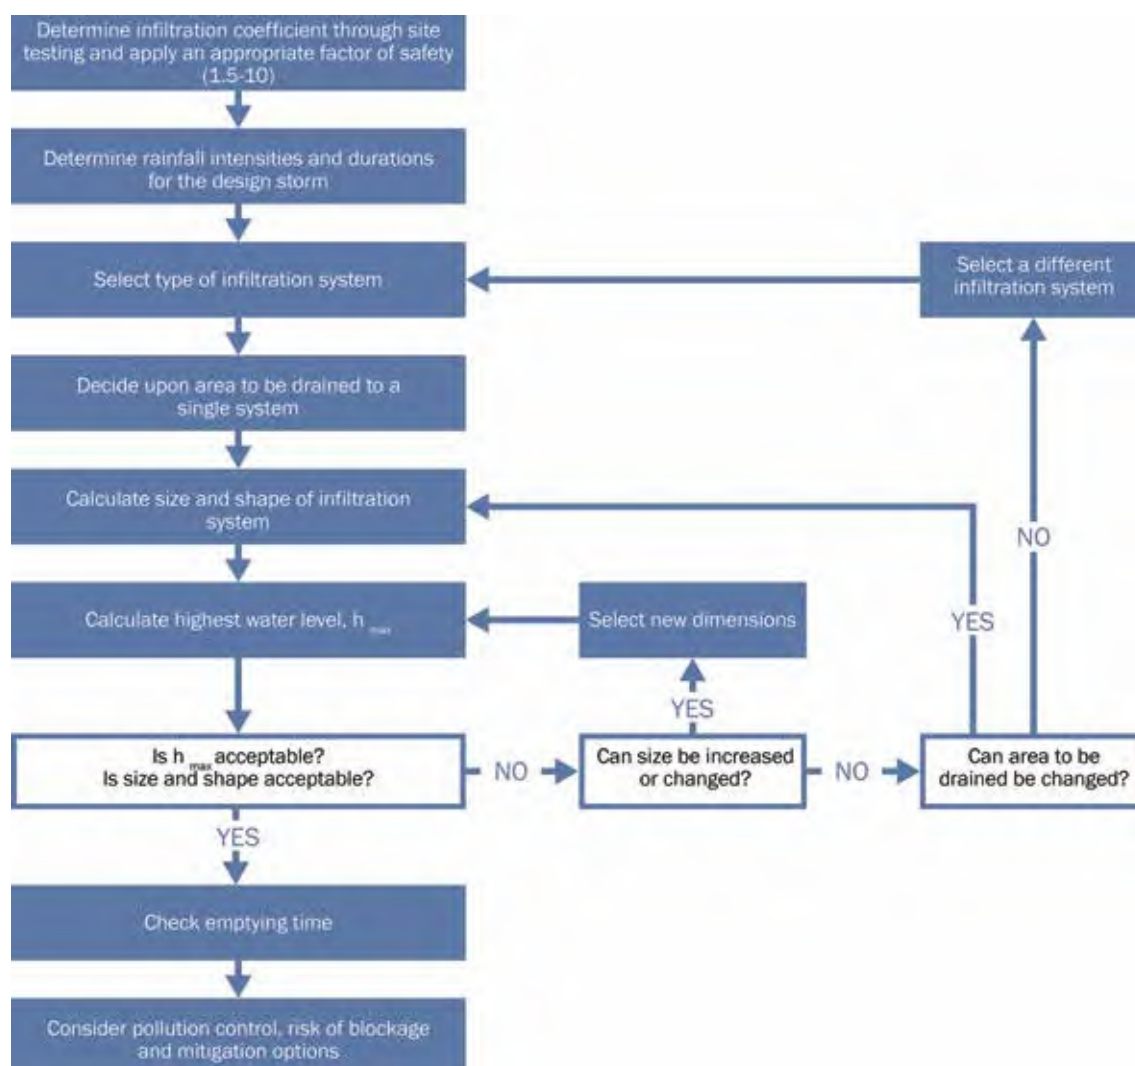 Determine infiltration coefficient through site
testing and apply an appropriate factor of safety
(1.5-10)
Determine rainfall intensities and durations
for the design storm
Select type of infiltration system
Select a different
infiltration system
Decide upon area to be drained to a
single system
Calculate size and shape of infiltration
system
NO
Calculate highest water level, h max
Select new dimensions
YES
YES
Is h max acceptable?
Is size and shape acceptable?
NO
Can size be increased
or changed?
NO
Can area to be
drained be changed?
YES
Check emptying time
Consider pollution control, risk of blockage
and mitigation options